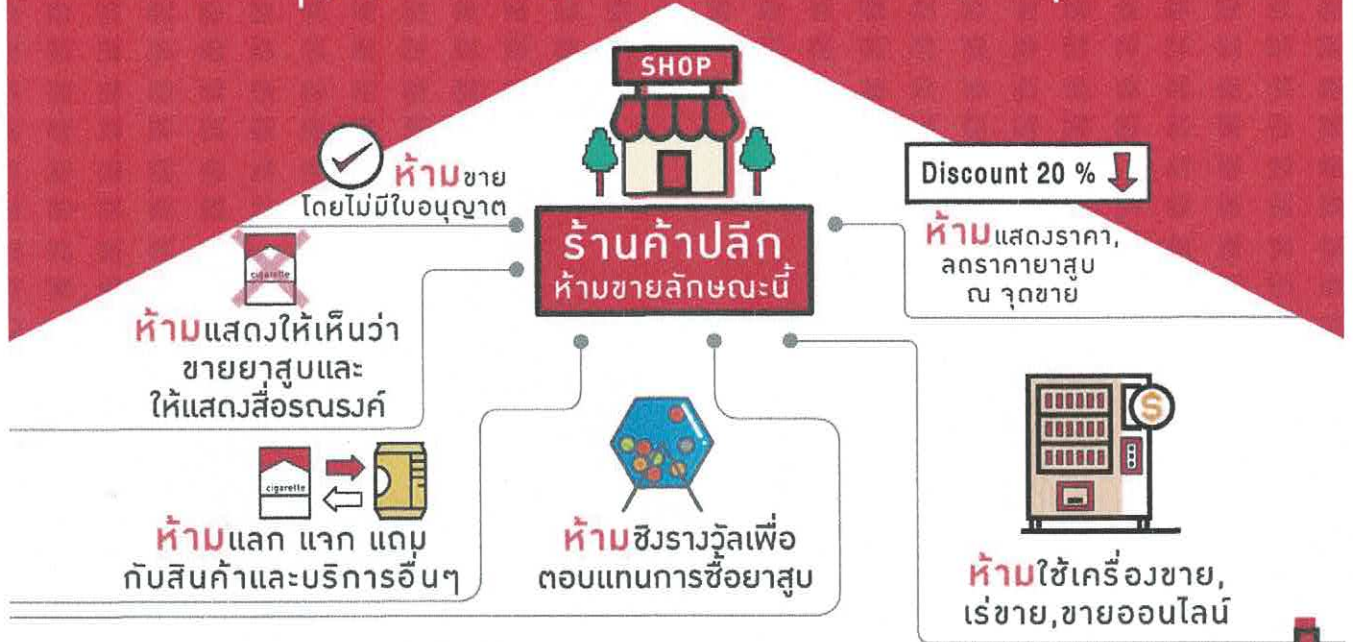 SHOP
ห้ามขาย
โดยไม่มีใบอนุญาต
Discount 20 %
ร้านค้าปลีก
ห้ามขายลักษณะนี้
ห้ามแสดงราคา,
ลดราคายาสูบ
ณ จุดขาย
cigarette
ห้ามแสดงให้เห็นว่า
ขายยาสูบและ
ให้แสดงสื่อรณรงค์
cigarette
ห้ามแลก แจก แถม
กับสินค้าและบริการอื่นๆ
ห้ามชิงรางวัลเพื่อ
ตอบแทนการซื้อยาสูบ
S
ห้ามใช้เครื่องขาย,
เร่ขาย,ขายออนไลน์